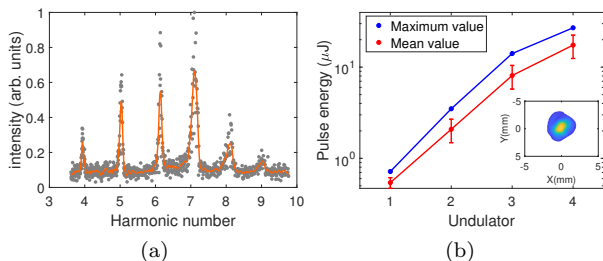 intensity (arb. units)
1
0.8
0.6
0.4
0.2
0
3 4 5 6 7 8 9 10
Harmonic number
(a)
Pulse energy (μJ)
10¹
10⁰
Maximum value
Mean value
Y(mm)
-5
0
5
-5 0 5
X(mm)
1 2 3 4
Undulator
(b)